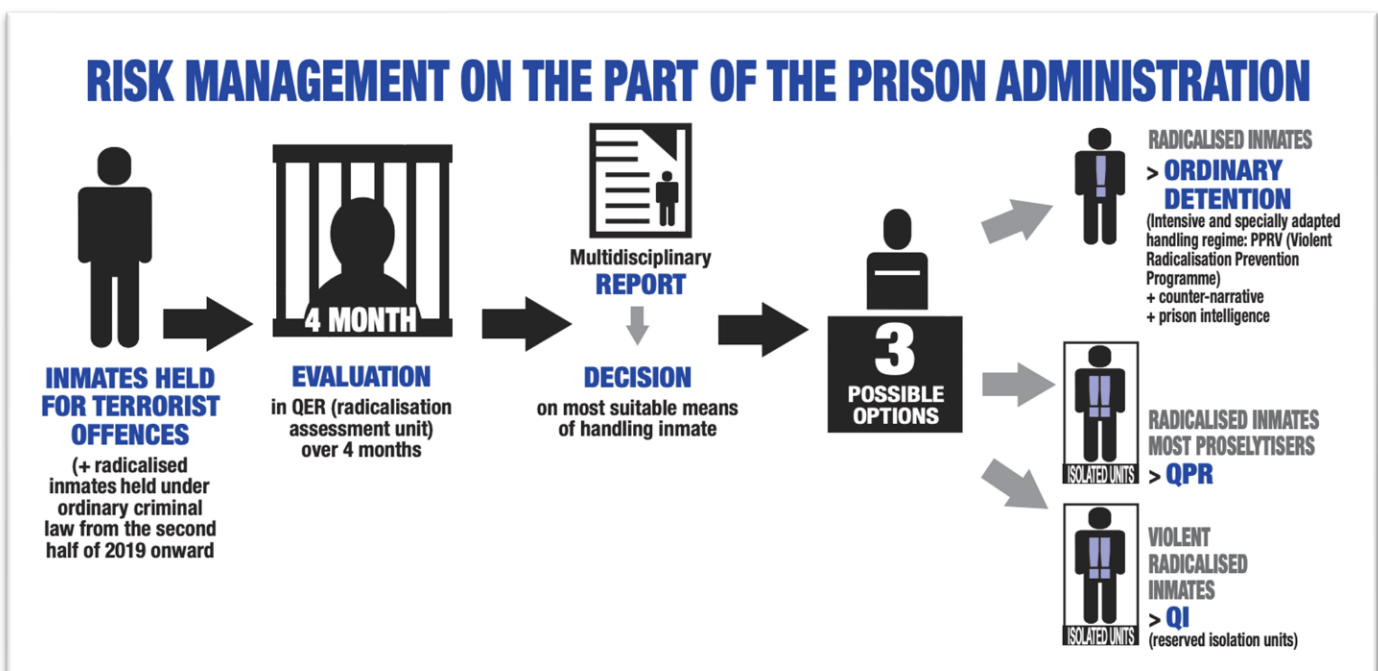 RISK MANAGEMENT ON THE PART OF THE PRISON ADMINISTRATION
INMATES HELD
FOR TERRORIST
OFFENCES
(+ radicalised
inmates held under
ordinary criminal
law from the second
half of 2019 onward
4 MONTH
EVALUATION
in QER (radicalisation
assessment unit)
over 4 months
Multidisciplinary
REPORT
DECISION
on most suitable means
of handling inmate
3
POSSIBLE
OPTIONS
RADICALISED INMATES
> ORDINARY
DETENTION
(Intensive and specially adapted
handling regime: PPRV (Violent
Radicalisation Prevention
Programme)
+ counter-narrative
+ prison intelligence
ISOLATED UNITS
RADICALISED INMATES
MOST PROSELYTISERS
> QPR
ISOLATED UNITS
VIOLENT
RADICALISED
INMATES
> QI
(reserved isolation units)